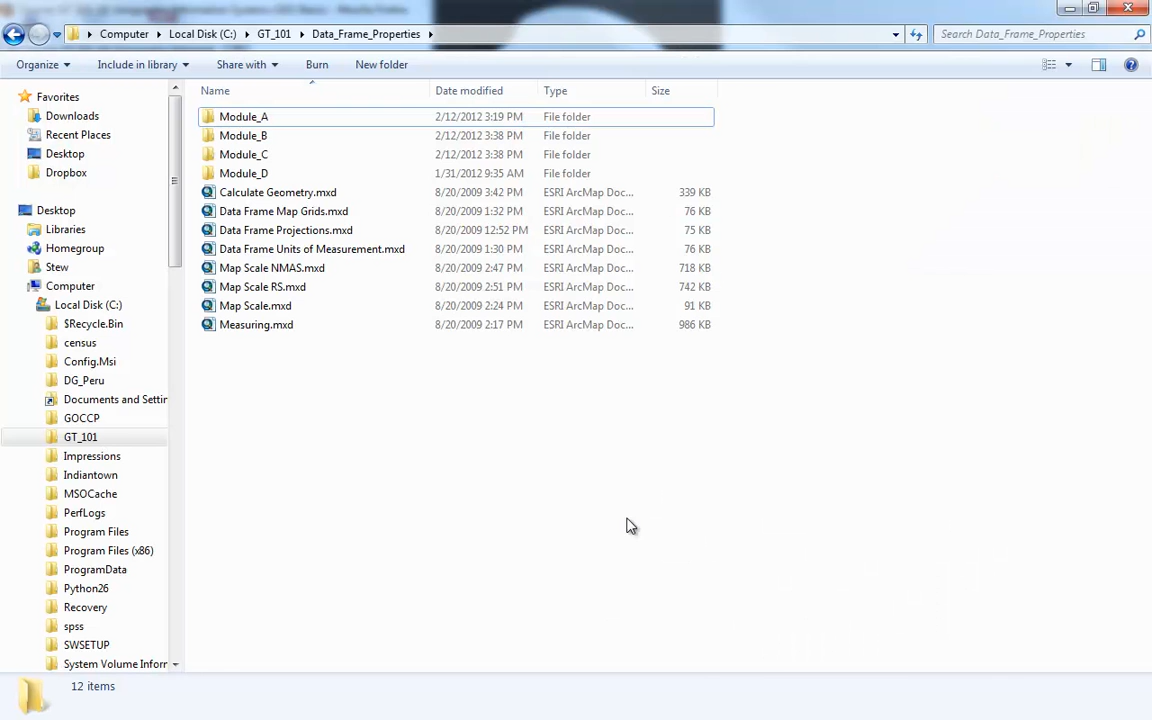 Computer Local Disk (C:) GT_101 Data_Frame_Properties Search Data_Frame_Properties
Organize Include in library Share with Burn New folder
Name Date modified Type Size
Favorites
Downloads
Recent Places
Desktop
Dropbox
Desktop
Libraries
Homegroup
Stew
Computer
Local Disk (C:)
$Recycle.Bin
census
Config.Msi
DG_Peru
Documents and Settin
GOCCP
GT_101
Impressions
Indiantown
MSOCache
PerfLogs
Program Files
Program Files (x86)
ProgramData
Python26
Recovery
spss
SWSETUP
System Volume Inforr
Module_A 2/12/2012 3:19 PM File folder
Module_B 2/12/2012 3:38 PM File folder
Module_C 2/12/2012 3:38 PM File folder
Module_D 1/31/2012 9:35 AM File folder
Calculate Geometry.mxd 8/20/2009 3:42 PM ESRI ArcMap Doc... 339 KB
Data Frame Map Grids.mxd 8/20/2009 1:32 PM ESRI ArcMap Doc... 76 KB
Data Frame Projections.mxd 8/20/2009 12:52 PM ESRI ArcMap Doc... 75 KB
Data Frame Units of Measurement.mxd 8/20/2009 1:30 PM ESRI ArcMap Doc... 76 KB
Map Scale NMAS.mxd 8/20/2009 2:47 PM ESRI ArcMap Doc... 718 KB
Map Scale RS.mxd 8/20/2009 2:51 PM ESRI ArcMap Doc... 742 KB
Map Scale.mxd 8/20/2009 2:24 PM ESRI ArcMap Doc... 91 KB
Measuring.mxd 8/20/2009 2:17 PM ESRI ArcMap Doc... 986 KB
12 items